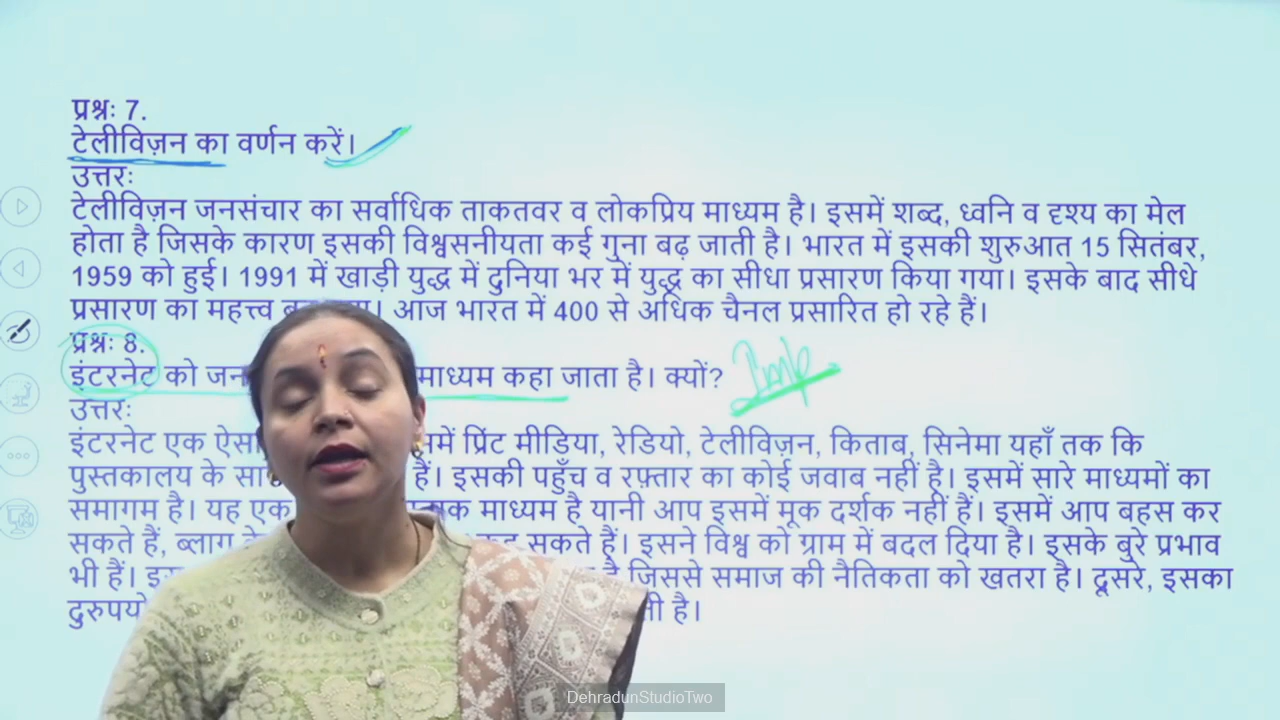 प्रश्नः 7.
टेलीविज़न का वर्णन करें।
उत्तरः
टेलीविज़न जनसंचार का सर्वाधिक ताकतवर व लोकप्रिय माध्यम है। इसमें शब्द, ध्वनि व दृश्य का मेल
होता है जिसके कारण इसकी विश्वसनीयता कई गुना बढ़ जाती है। भारत में इसकी शुरुआत 15 सितंबर,
1959 को हुई। 1991 में खाड़ी युद्ध में दुनिया भर में युद्ध का सीधा प्रसारण किया गया। इसके बाद सीधे
प्रसारण का महत्त्व आज भारत में 400 से अधिक चैनल प्रसारित हो रहे हैं।
प्रश्नः 8.
इंटरनेट को माध्यम कहा जाता है। क्यों? Imp
उत्तरः
इंटरनेट एक प्रिंट मीडिया, रेडियो, टेलीविज़न, किताब, सिनेमा यहाँ तक कि
पुस्तकालय के हैं। इसकी पहुँच व रफ़्तार का कोई जवाब नहीं है। इसमें सारे माध्यमों का
समागम है। यह एक माध्यम है यानी आप इसमें मूक दर्शक नहीं हैं। इसमें आप बहस कर
सकते हैं, ब्लाग सकते हैं। इसने विश्व को ग्राम में बदल दिया है। इसके बुरे प्रभाव
भी हैं। है जिससे समाज की नैतिकता को खतरा है। दूसरे, इसका
है।
DehradunStudioTwo